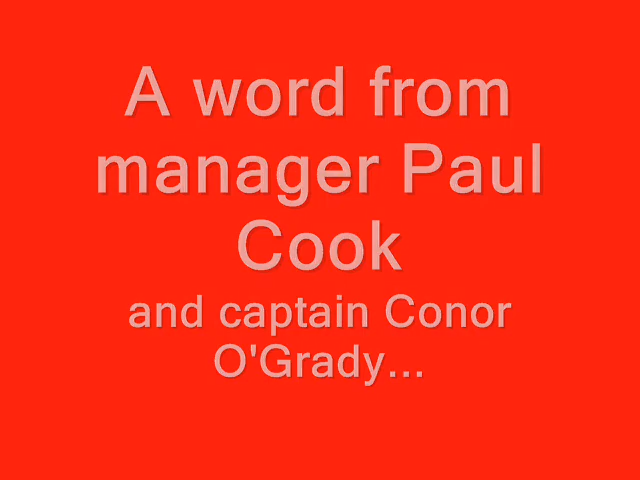 A word from
manager Paul
Cook
and captain Conor
O'Grady...